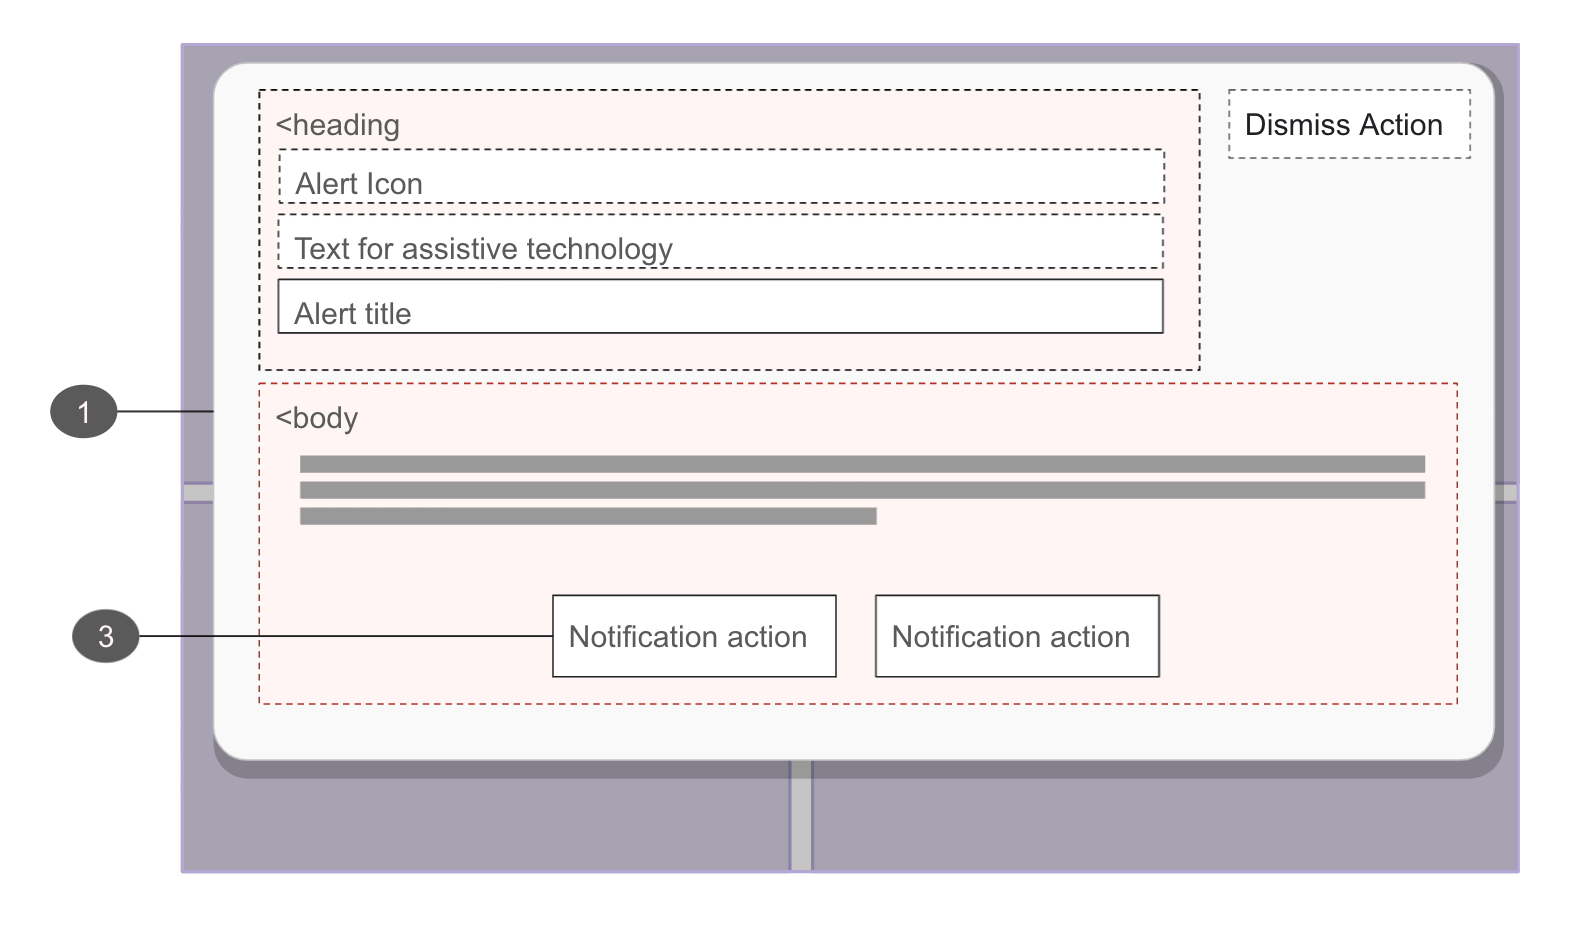 <heading
Dismiss Action
Alert Icon
Text for assistive technology
Alert title
1
<body
3
Notification action
Notification action